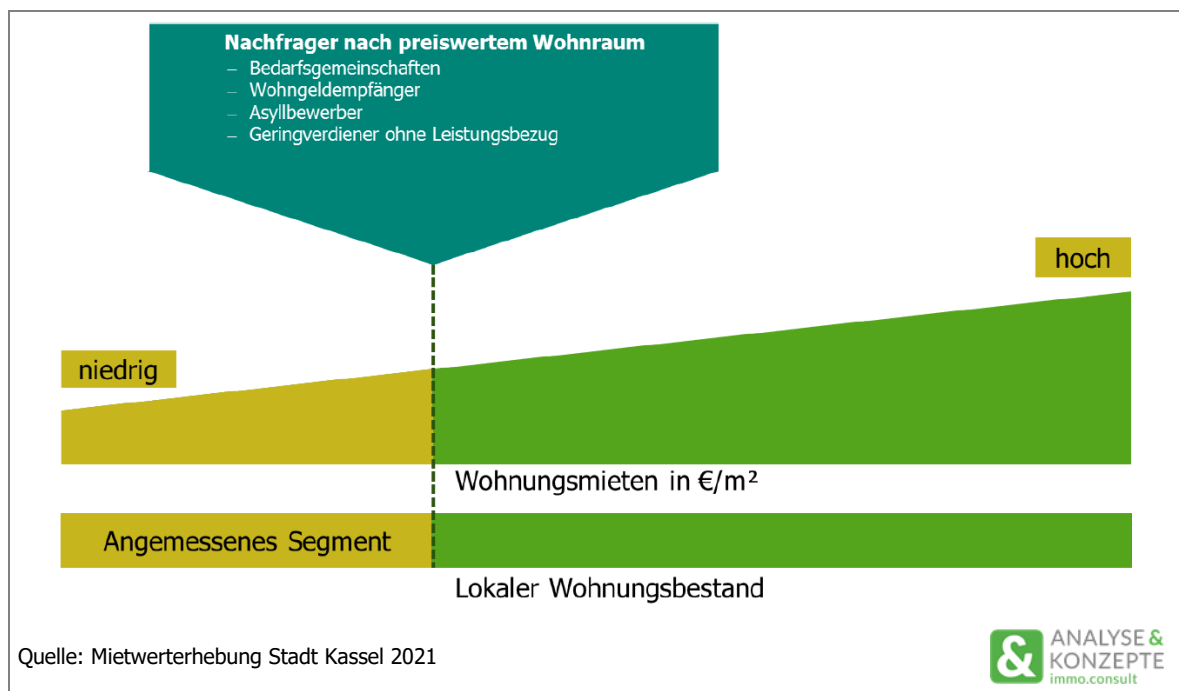 Nachfrager nach preiswertem Wohnraum
– Bedarfsgemeinschaften
– Wohngeldempfänger
– Asyllbewerber
– Geringverdiener ohne Leistungsbezug
hoch
niedrig
Wohnungsmieten in €/m²
Angemessenes Segment
Lokaler Wohnungsbestand
Quelle: Mietwerterhebung Stadt Kassel 2021
&
ANALYSE &
KONZEPTE
immo.consult